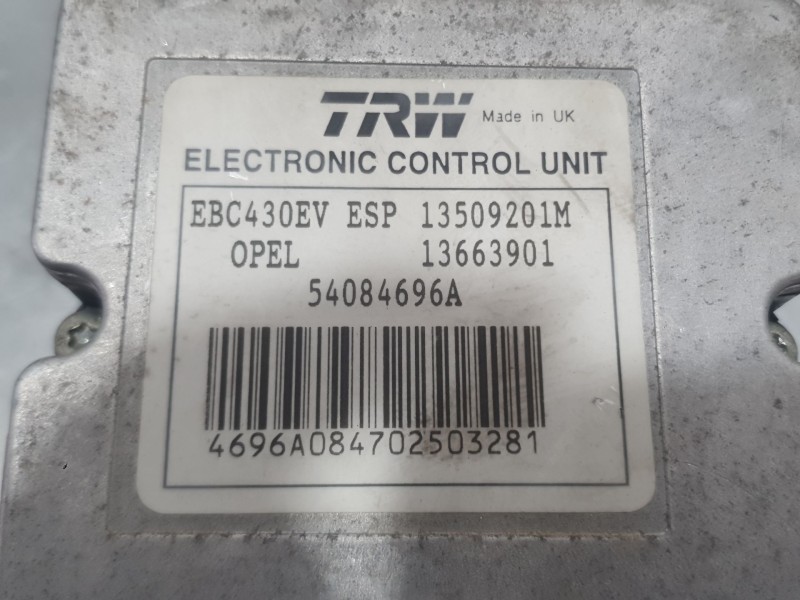 TRW Made in UK
ELECTRONIC CONTROL UNIT
EBC430EV ESP 13509201M
OPEL 13663901
54084696A
4696A084702503281